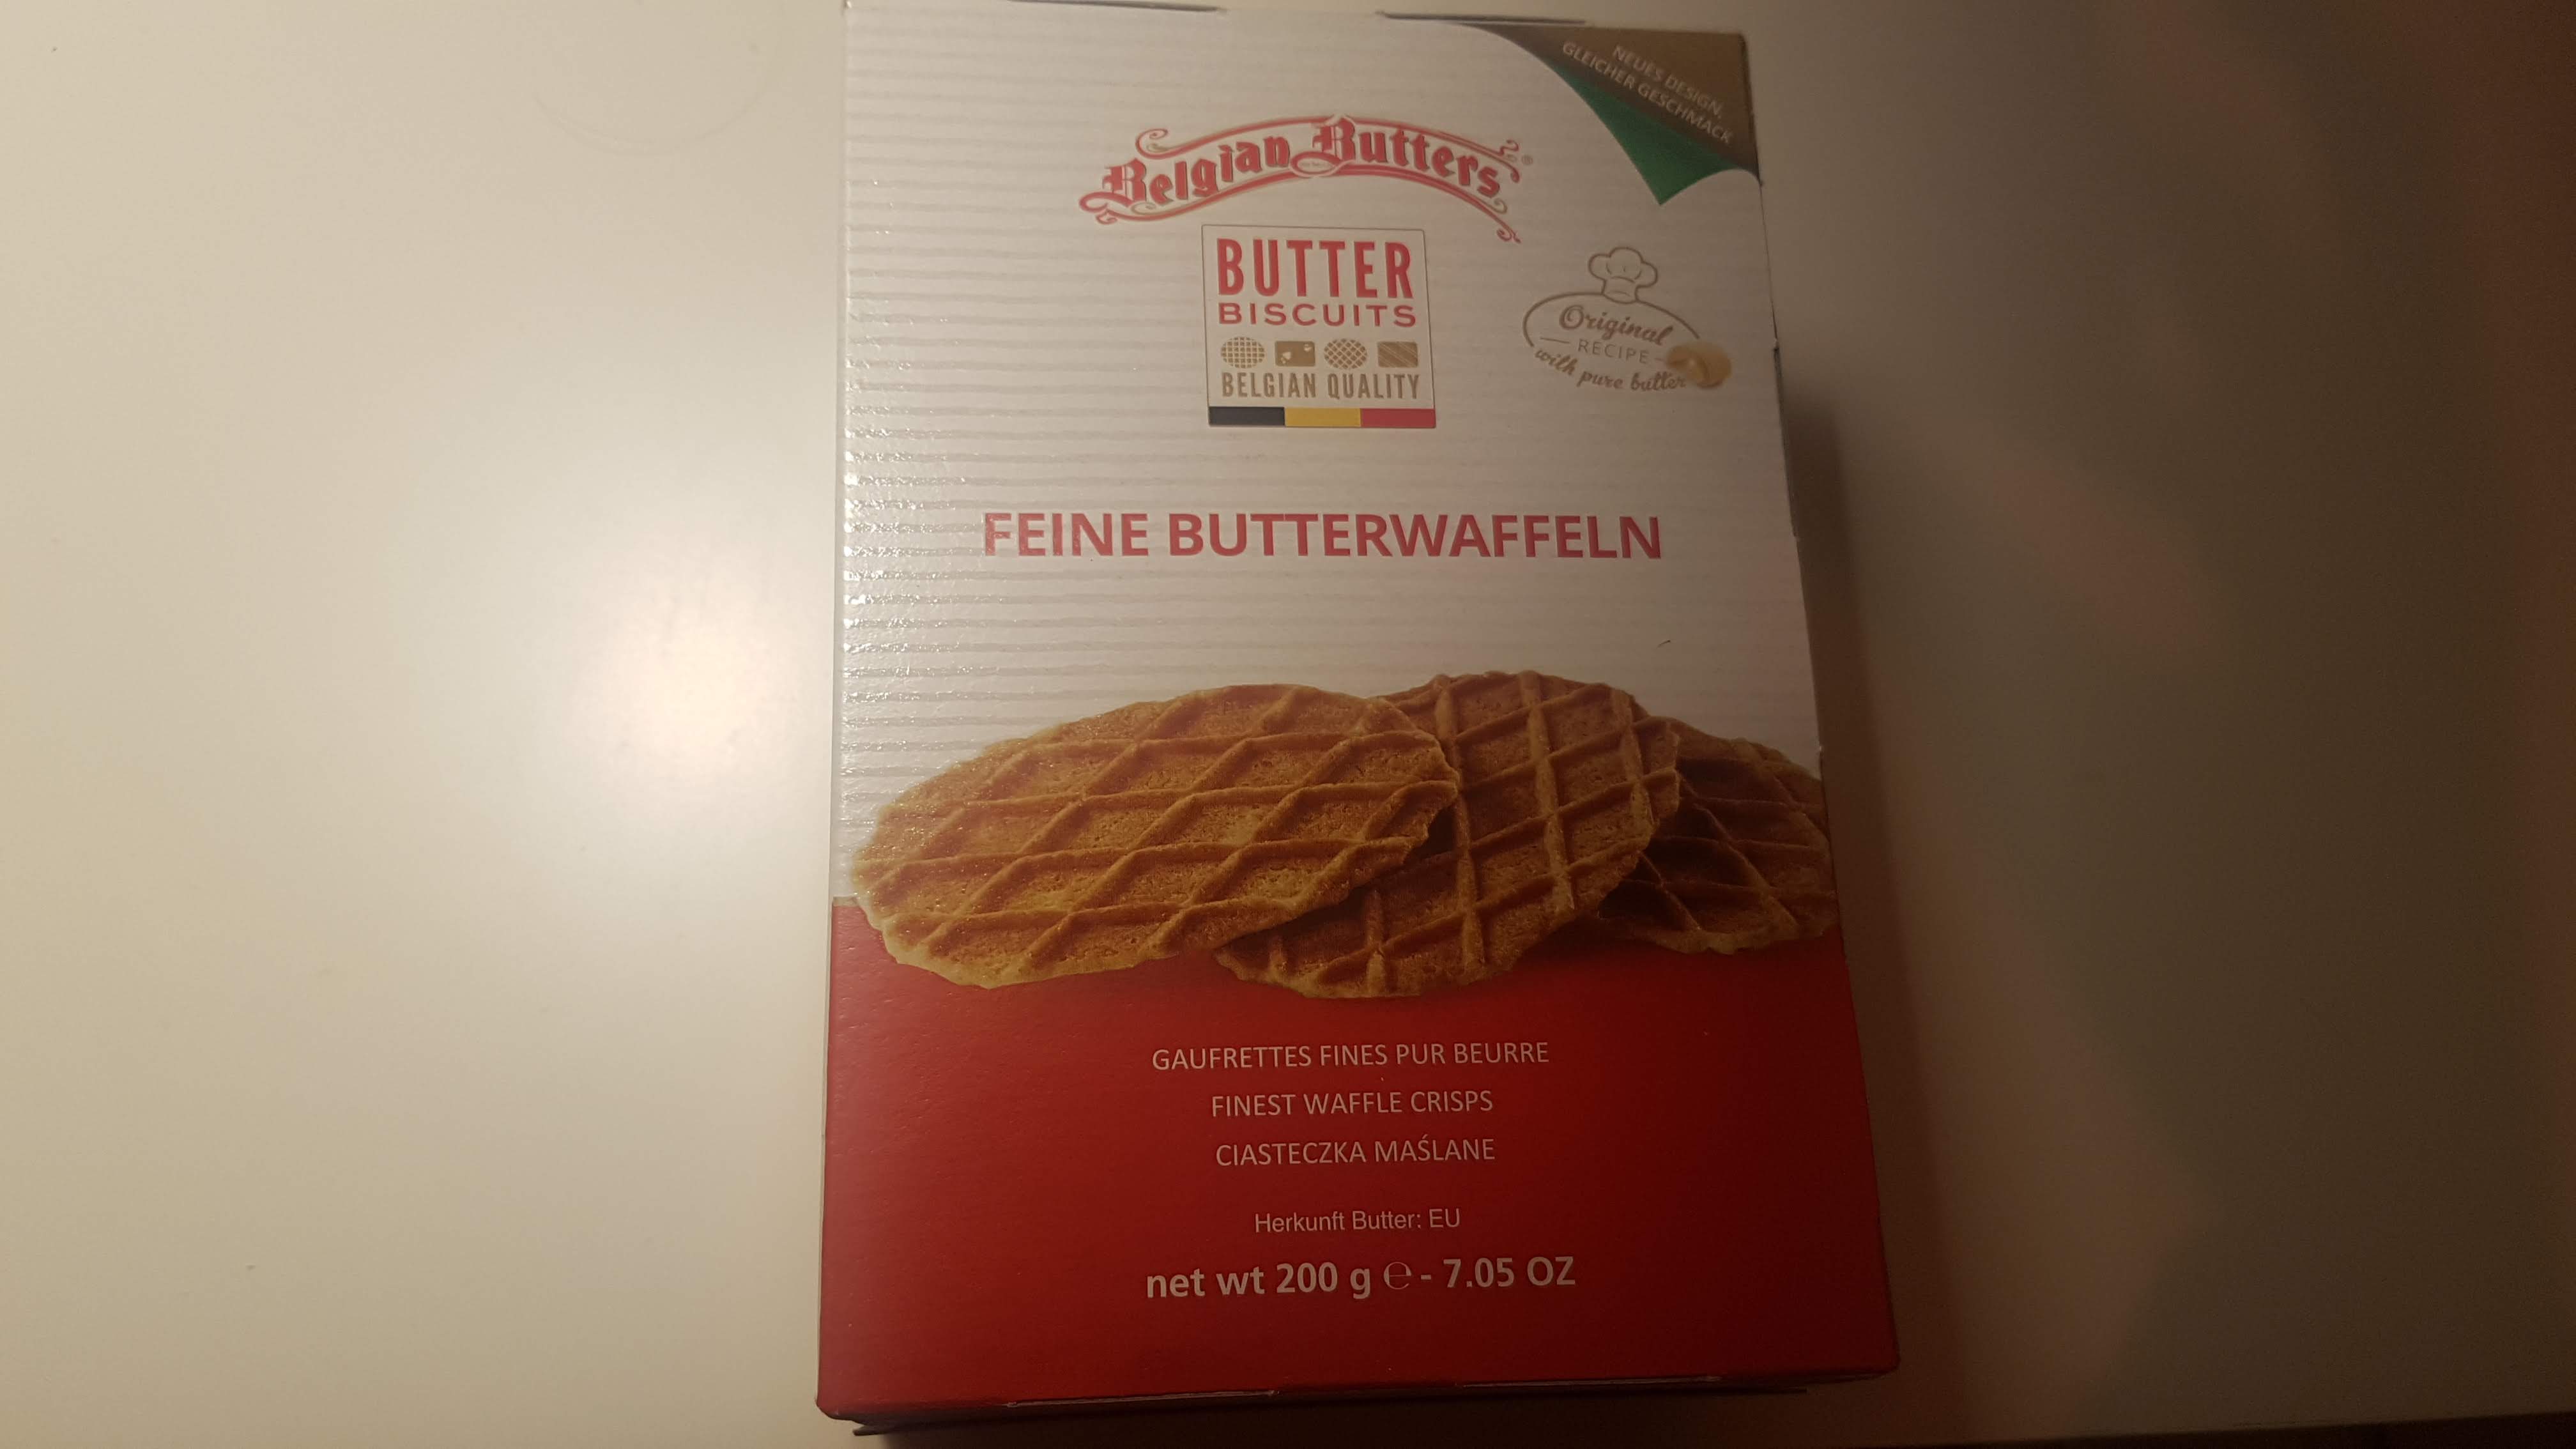 NEUES DESIGN,
GLEICHER GESCHMACK
Belgian Butters®
BUTTER
BISCUITS
BELGIAN QUALITY
Original
RECIPE
with pure butter
FEINE BUTTERWAFFELN
GAUFRETTES FINES PUR BEURRE
FINEST WAFFLE CRISPS
CIASTECZKA MAŚLANE
Herkunft Butter: EU
net wt 200 g ℮ - 7.05 OZ